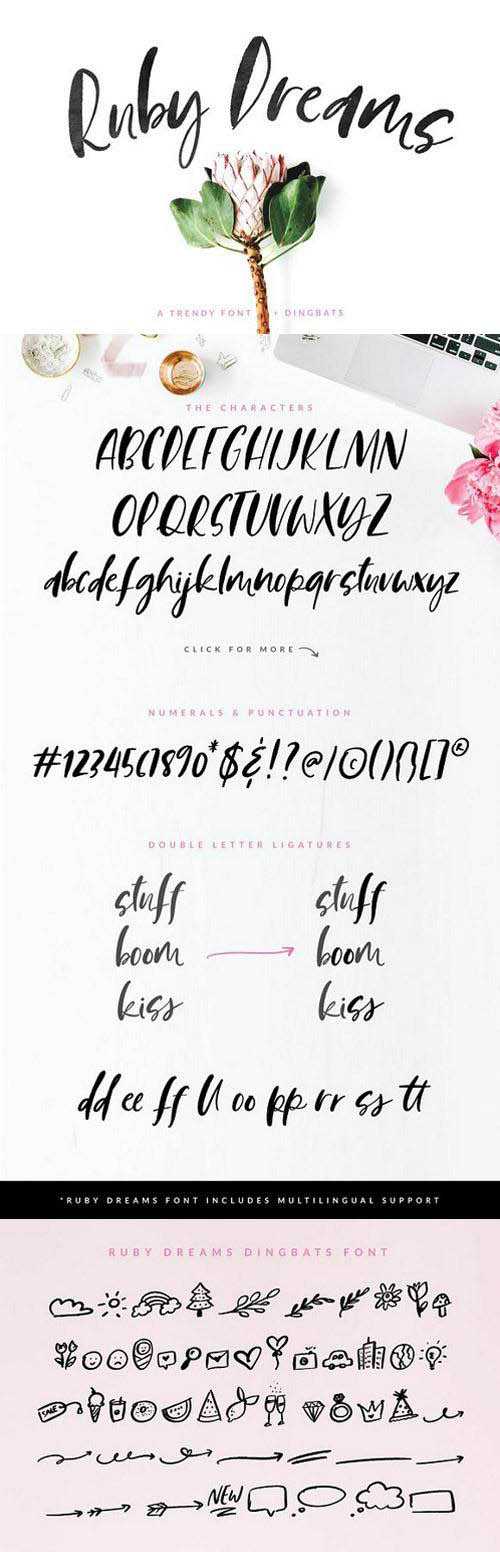 Ruby Dreams
A TRENDY FONT + DINGBATS
THE CHARACTERS
ABCDEFGHIJKLMN
OPQRSTUVWXYZ
abcdefghijklmnopqrstuvwxyz
CLICK FOR MORE
NUMERALS & PUNCTUATION
#1234567890*$&!?@/©(){}[]®
DOUBLE LETTER LIGATURES
stuff stuff
boom boom
kiss kiss
dd ee ff ll oo pp rr ss tt
*RUBY DREAMS FONT INCLUDES MULTILINGUAL SUPPORT
RUBY DREAMS DINGBATS FONT
SALE
NEW